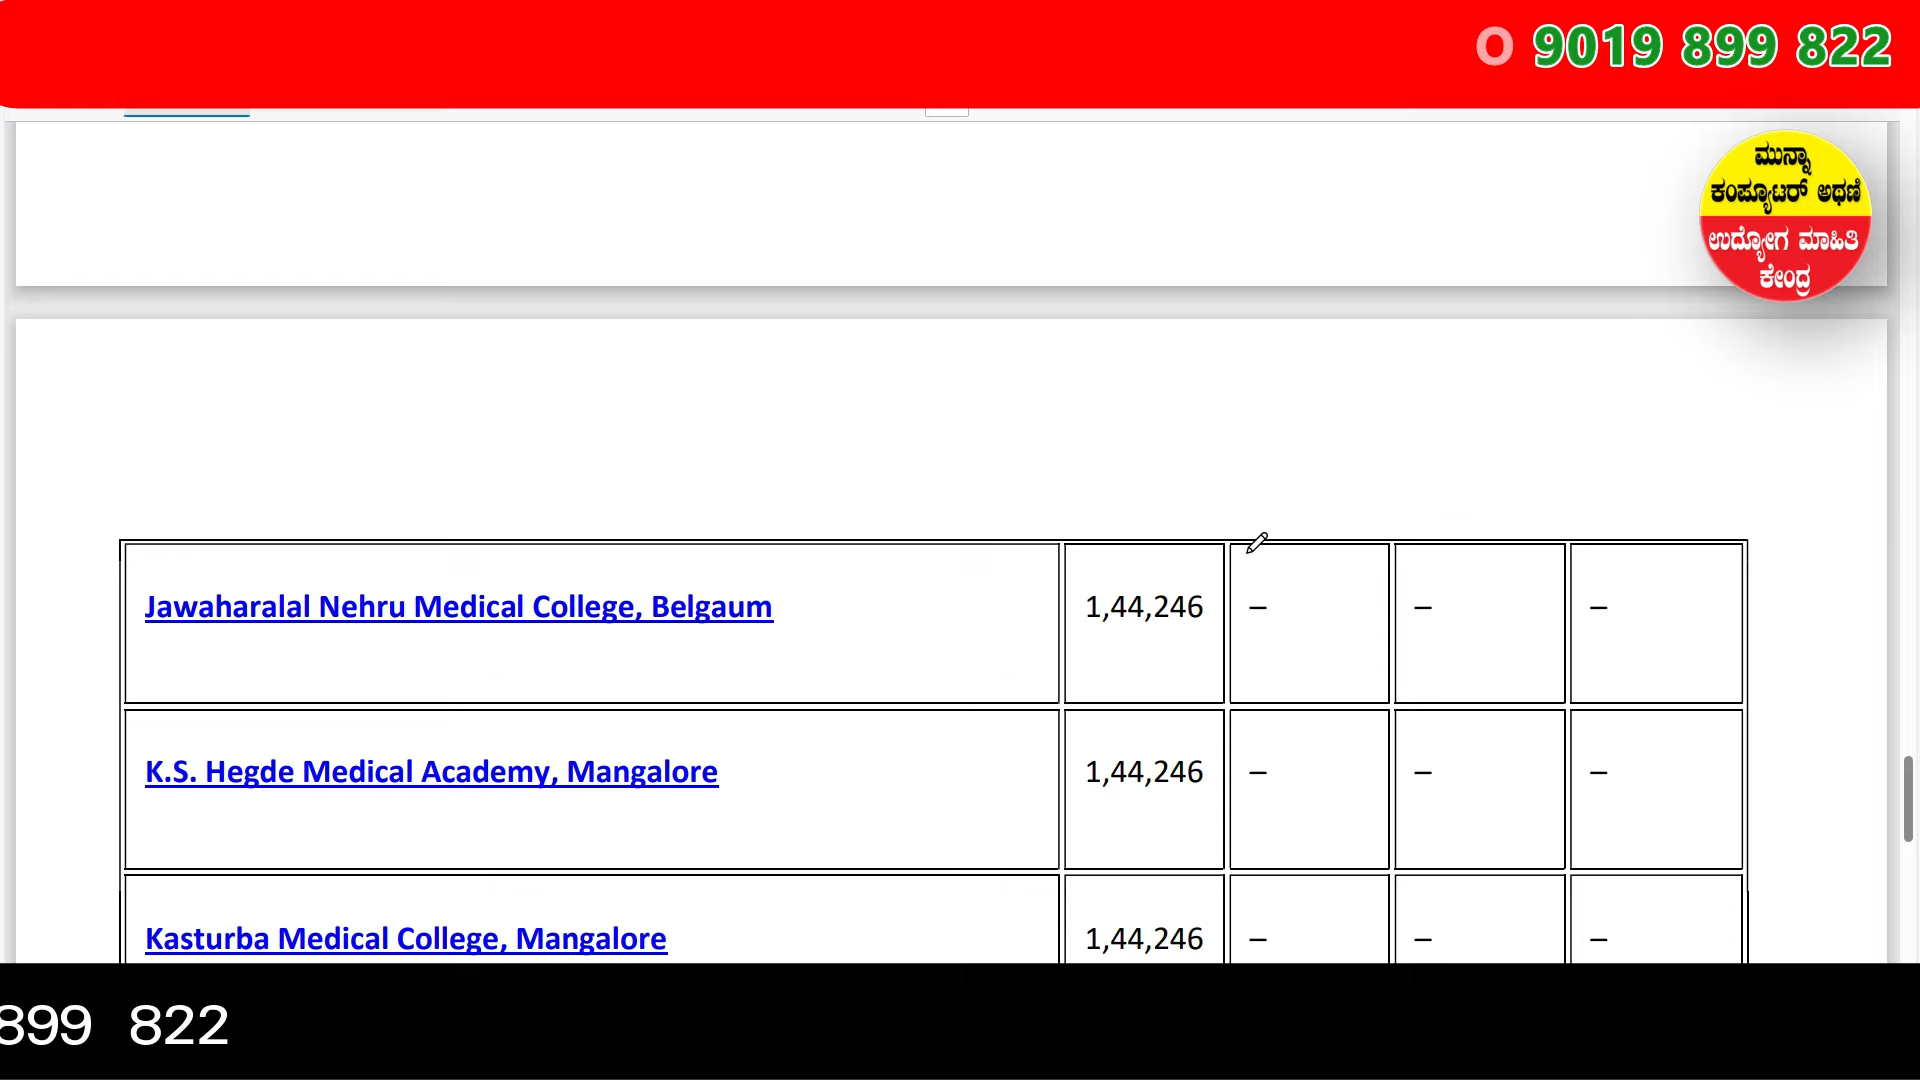 O 9019 899 822
ಮುನ್ನಾ
ಕಂಪ್ಯೂಟರ್ ಅಥಣಿ
ಉದ್ಯೋಗ ಮಾಹಿತಿ
ಕೇಂದ್ರ
Jawaharalal Nehru Medical College, Belgaum 1,44,246 – – –
K.S. Hegde Medical Academy, Mangalore 1,44,246 – – –
Kasturba Medical College, Mangalore 1,44,246 – – –
899 822